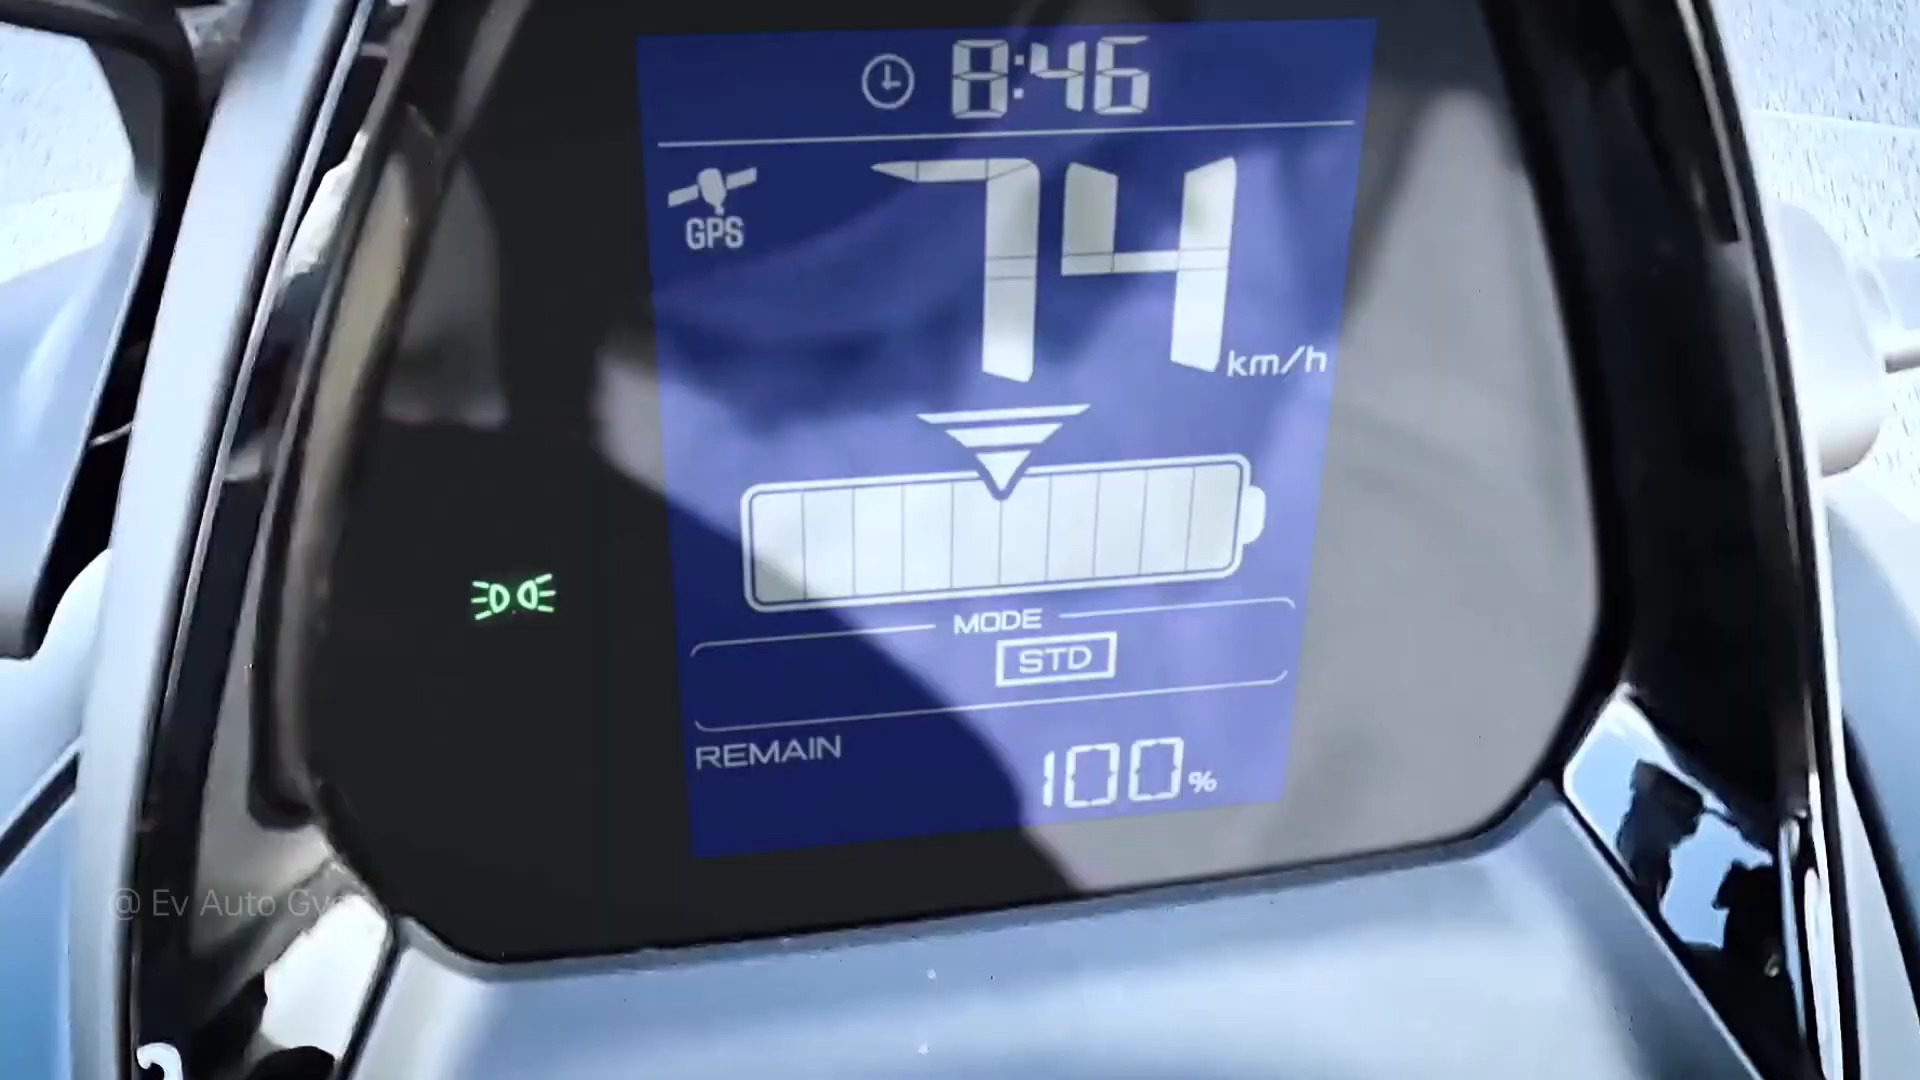 8:46
GPS
74
km/h
MODE
STD
REMAIN
100%
@ Ev Auto Gy